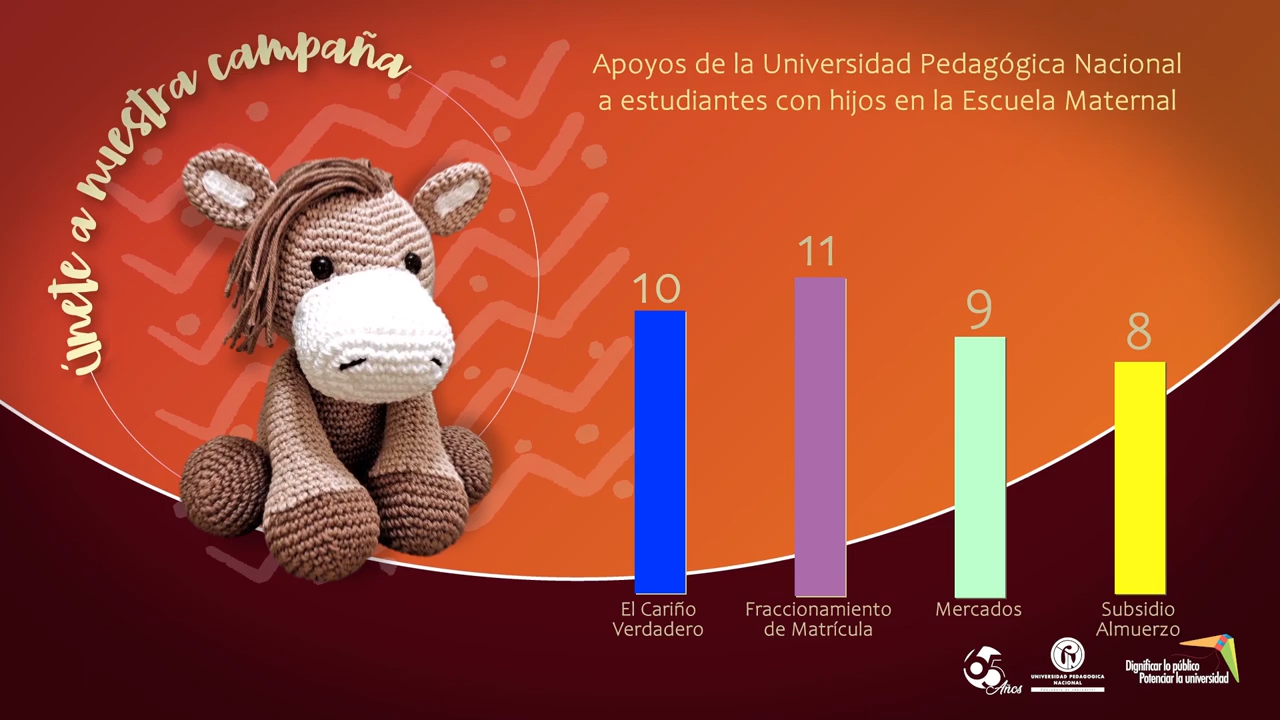 Únete a nuestra campaña
Apoyos de la Universidad Pedagógica Nacional
a estudiantes con hijos en la Escuela Maternal
10
11
9
8
El Cariño
Verdadero
Fraccionamiento
de Matrícula
Mercados
Subsidio
Almuerzo
65 Años
UNIVERSIDAD PEDAGOGICA
NACIONAL
Dignificar lo público
Potenciar la universidad